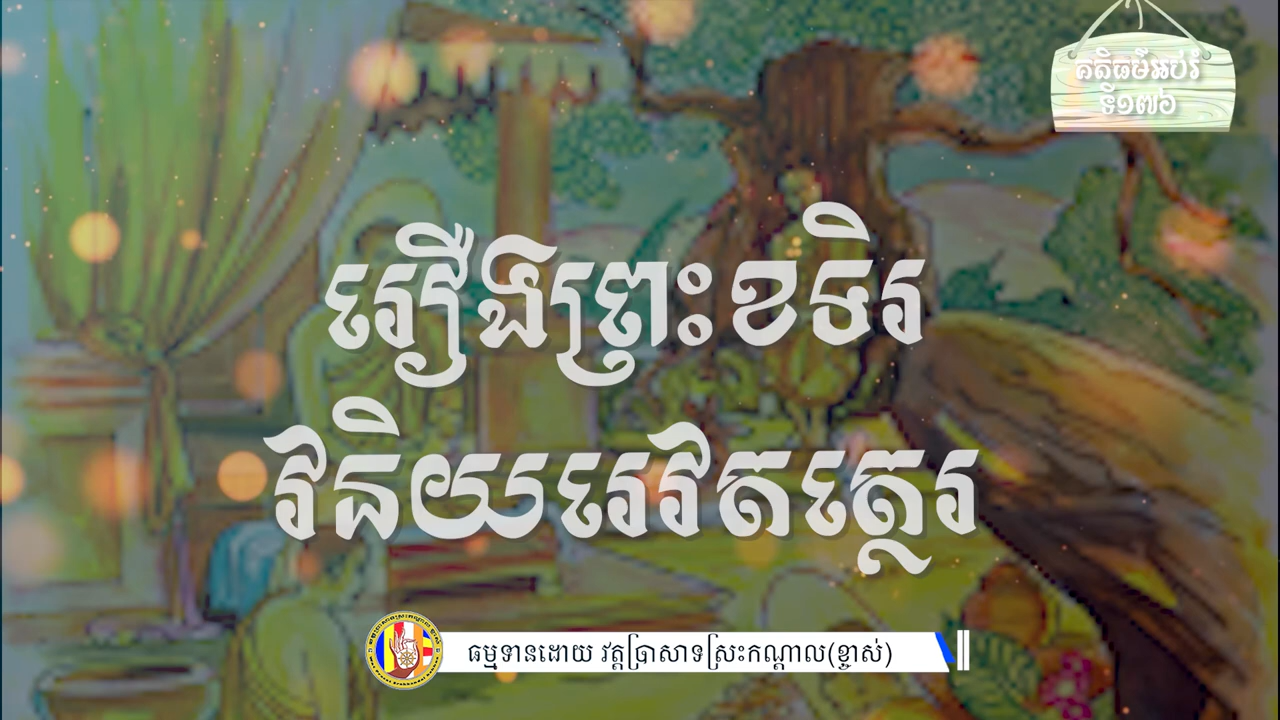 គតិធម៌អប់រំ
ទី១៧៦
រឿងព្រះខទិរ
វនិយរេវតត្ថេរ
ធម្មទានដោយ វត្តប្រាសាទស្រះកណ្តាល(ខ្ចាស់)